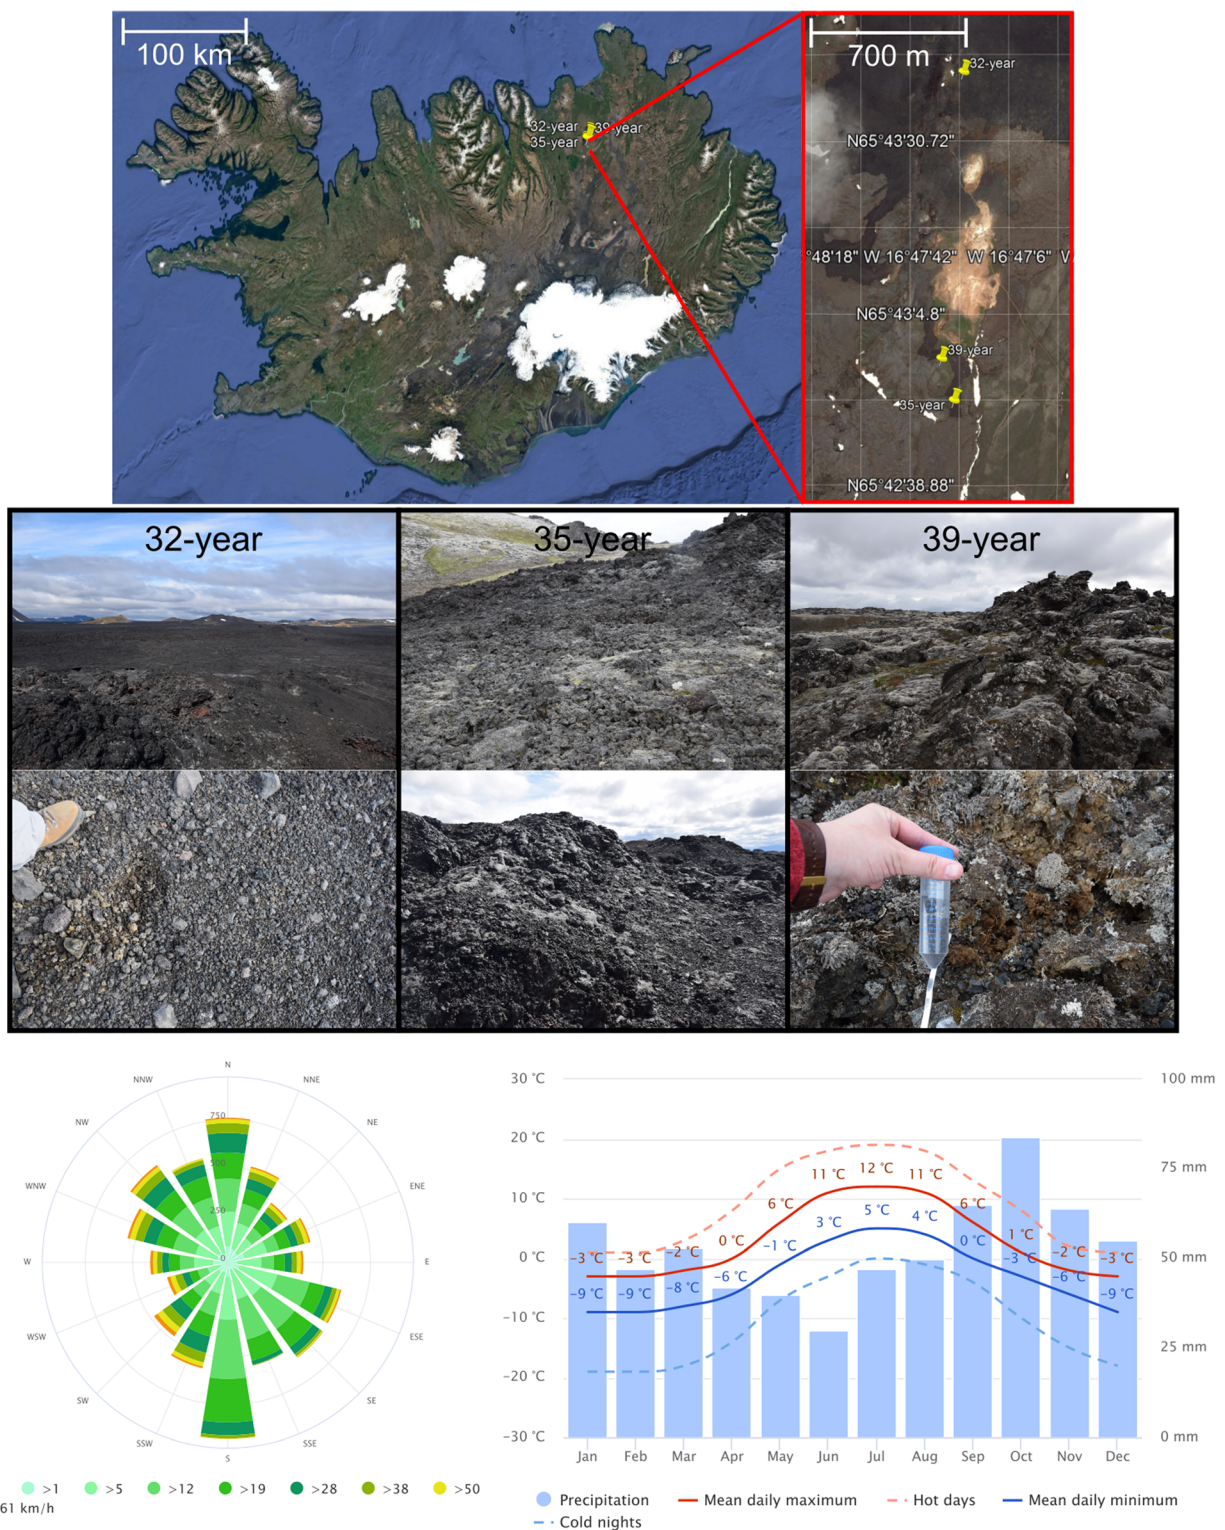 100 km
32-year
39-year
35-year
700 m
32-year
N65°43'30.72"
°48'18" W 16°47'42" W 16°47'6" W
N65°43'4.8"
39-year
35-year
N65°42'38.88"
32-year
35-year
39-year
N
NNW
NNE
NW
NE
WNW
ENE
W
E
WSW
ESE
SW
SE
SSW
SSE
S
750
500
250
0
>1
>5
>12
>19
>28
>38
>50
61 km/h
30 °C
20 °C
10 °C
0 °C
−10 °C
−20 °C
−30 °C
100 mm
75 mm
50 mm
25 mm
0 mm
−3 °C
−3 °C
−2 °C
0 °C
6 °C
11 °C
12 °C
11 °C
6 °C
1 °C
−2 °C
−3 °C
−9 °C
−9 °C
−8 °C
−6 °C
−1 °C
3 °C
5 °C
4 °C
0 °C
−3 °C
−6 °C
−9 °C
Jan Feb Mar Apr May Jun Jul Aug Sep Oct Nov Dec
Precipitation
Mean daily maximum
Hot days
Mean daily minimum
Cold nights